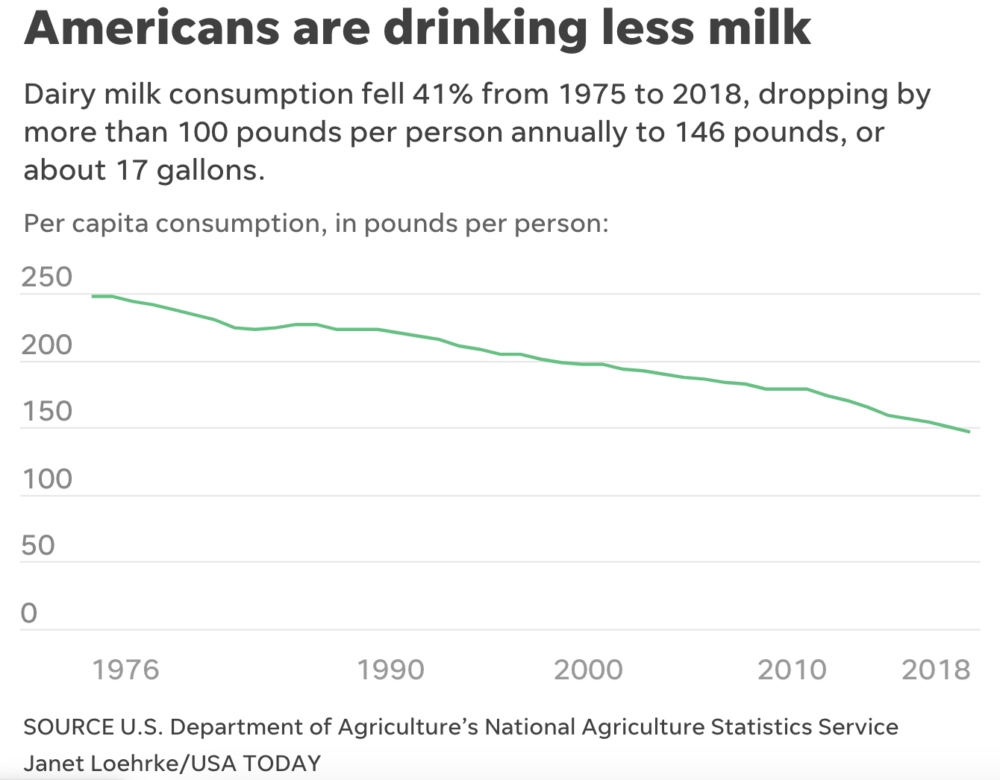 Americans are drinking less milk
Dairy milk consumption fell 41% from 1975 to 2018, dropping by
more than 100 pounds per person annually to 146 pounds, or
about 17 gallons.
Per capita consumption, in pounds per person:
250
200
150
100
50
0
1976 1990 2000 2010 2018
SOURCE U.S. Department of Agriculture’s National Agriculture Statistics Service
Janet Loehrke/USA TODAY